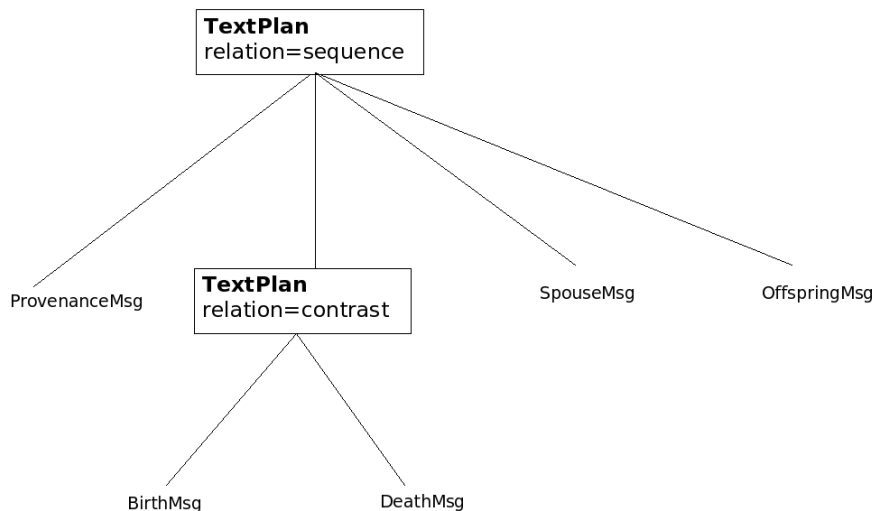 TextPlan
relation=sequence
ProvenanceMsg
TextPlan
relation=contrast
SpouseMsg
OffspringMsg
BirthMsg
DeathMsg